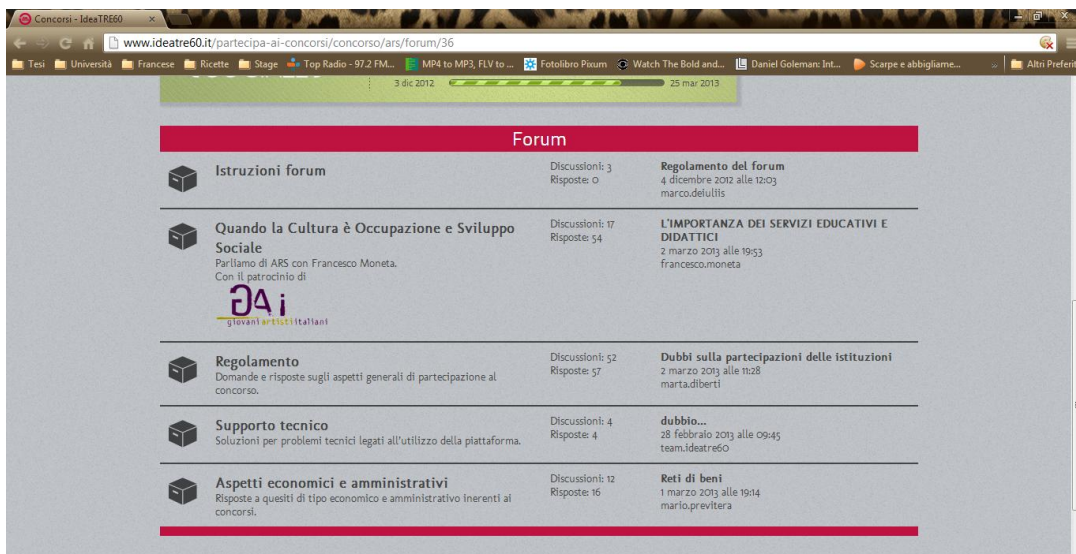 Concorsi - IdeaTRE60
www.ideatre60.it/partecipa-ai-concorsi/concorso/ars/forum/36
Tesi Università Francese Ricette Stage Top Radio - 97.2 FM... MP4 to MP3, FLV to ... Fotolibro Pixum Watch The Bold and... Daniel Goleman: Int... Scarpe e abbigliame... » Altri Preferit
3 dic 2012 25 mar 2013
Forum
Istruzioni forum
Discussioni: 3
Risposte: 0
Regolamento del forum
4 dicembre 2012 alle 12:03
marco.deiuliis
Quando la Cultura è Occupazione e Sviluppo
Sociale
Parliamo di ARS con Francesco Moneta.
Con il patrocinio di
GAi
giovaniartistiitaliani
Discussioni: 17
Risposte: 54
L'IMPORTANZA DEI SERVIZI EDUCATIVI E
DIDATTICI
2 marzo 2013 alle 19:53
francesco.moneta
Regolamento
Domande e risposte sugli aspetti generali di partecipazione al
concorso.
Discussioni: 52
Risposte: 57
Dubbi sulla partecipazioni delle istituzioni
2 marzo 2013 alle 11:28
marta.diberti
Supporto tecnico
Soluzioni per problemi tecnici legati all'utilizzo della piattaforma.
Discussioni: 4
Risposte: 4
dubbio...
28 febbraio 2013 alle 09:45
team.ideatre60
Aspetti economici e amministrativi
Risposte a quesiti di tipo economico e amministrativo inerenti ai
concorsi.
Discussioni: 12
Risposte: 16
Reti di beni
1 marzo 2013 alle 19:14
mario.previtera